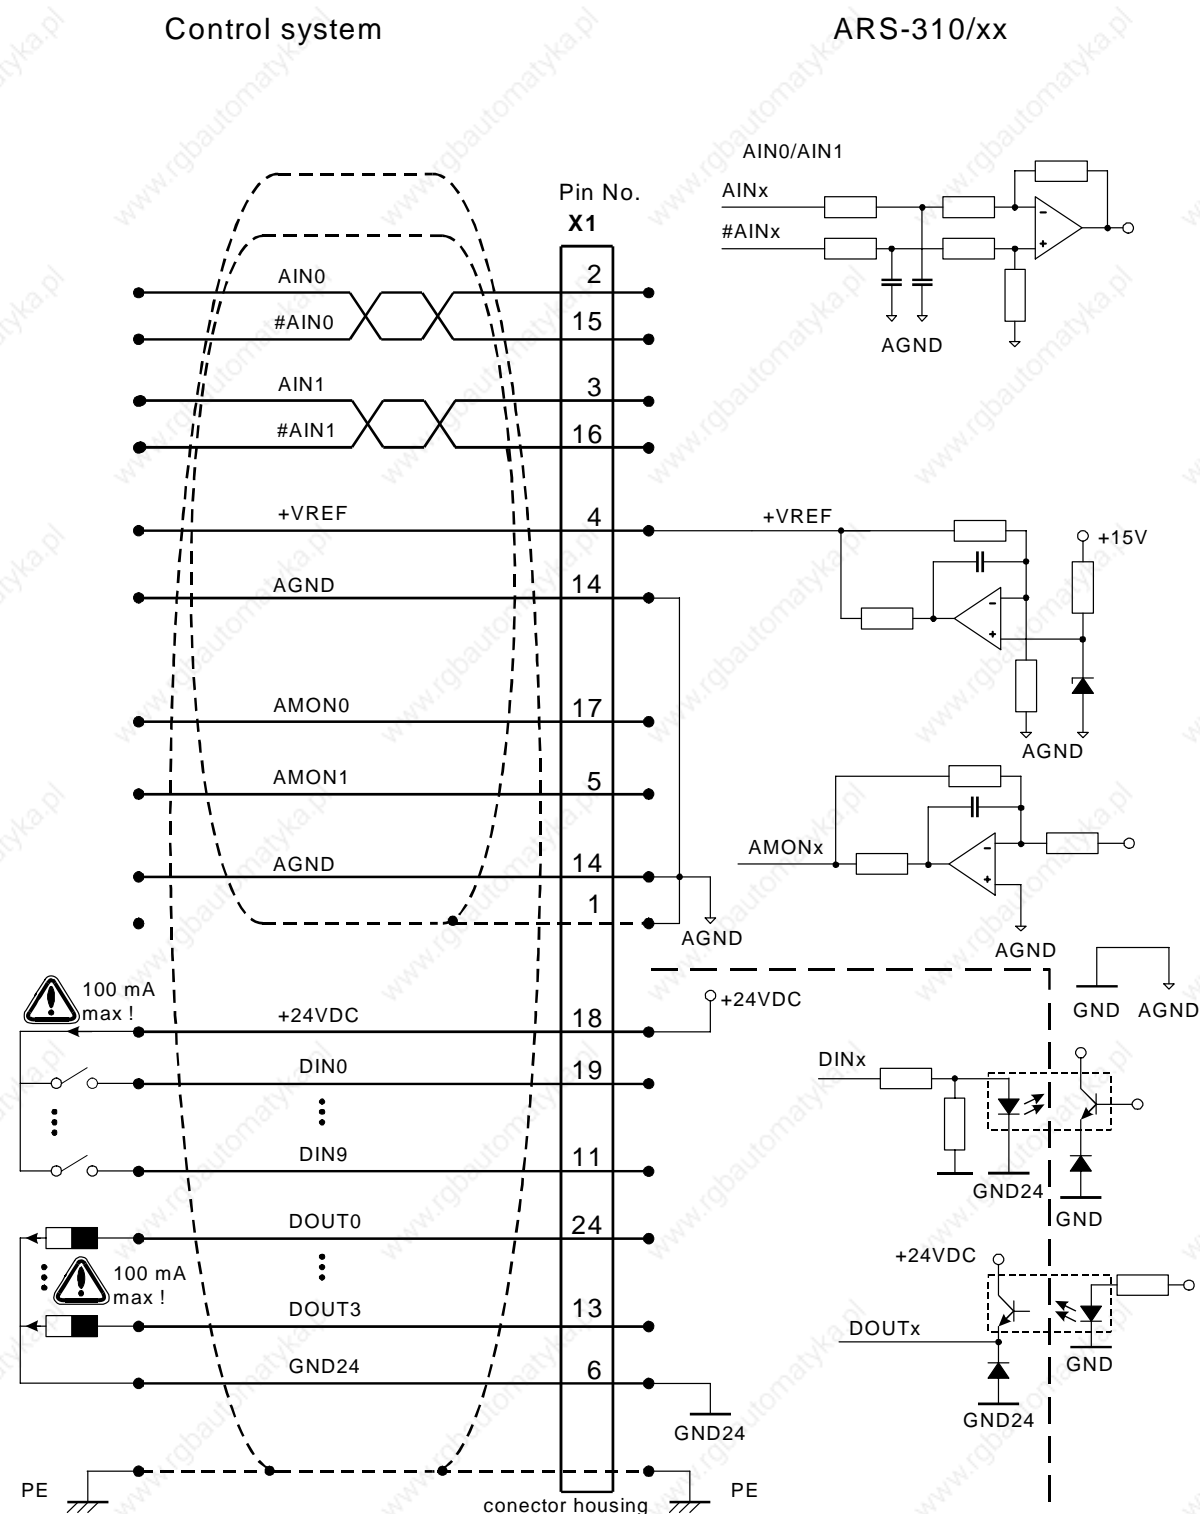 Control system
ARS-310/xx
AIN0/AIN1
Pin No.
X1
AINx
#AINx
AIN0
2
#AIN0
15
AGND
AIN1
3
#AIN1
16
+VREF
4
+VREF
+15V
AGND
14
AMON0
17
AGND
AMON1
5
AMONx
AGND
14
1
AGND
AGND
100 mA
max !
+24VDC
18
+24VDC
GND
AGND
DIN0
19
DINx
DIN9
11
GND24
GND
DOUT0
24
+24VDC
100 mA
max !
DOUT3
13
DOUTx
GND
GND24
6
GND24
GND24
PE
conector housing
PE
www.rgbautomatyka.pl